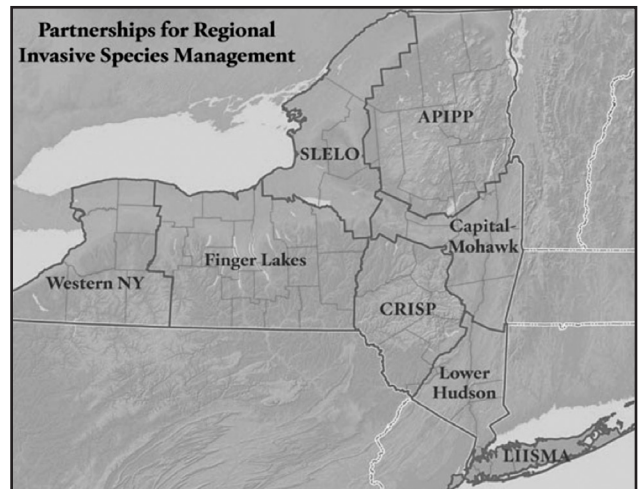 Partnerships for Regional
Invasive Species Management
APIPP
SLELO
Capital-
Mohawk
Finger Lakes
Western NY
CRISP
Lower
Hudson
LIISMA